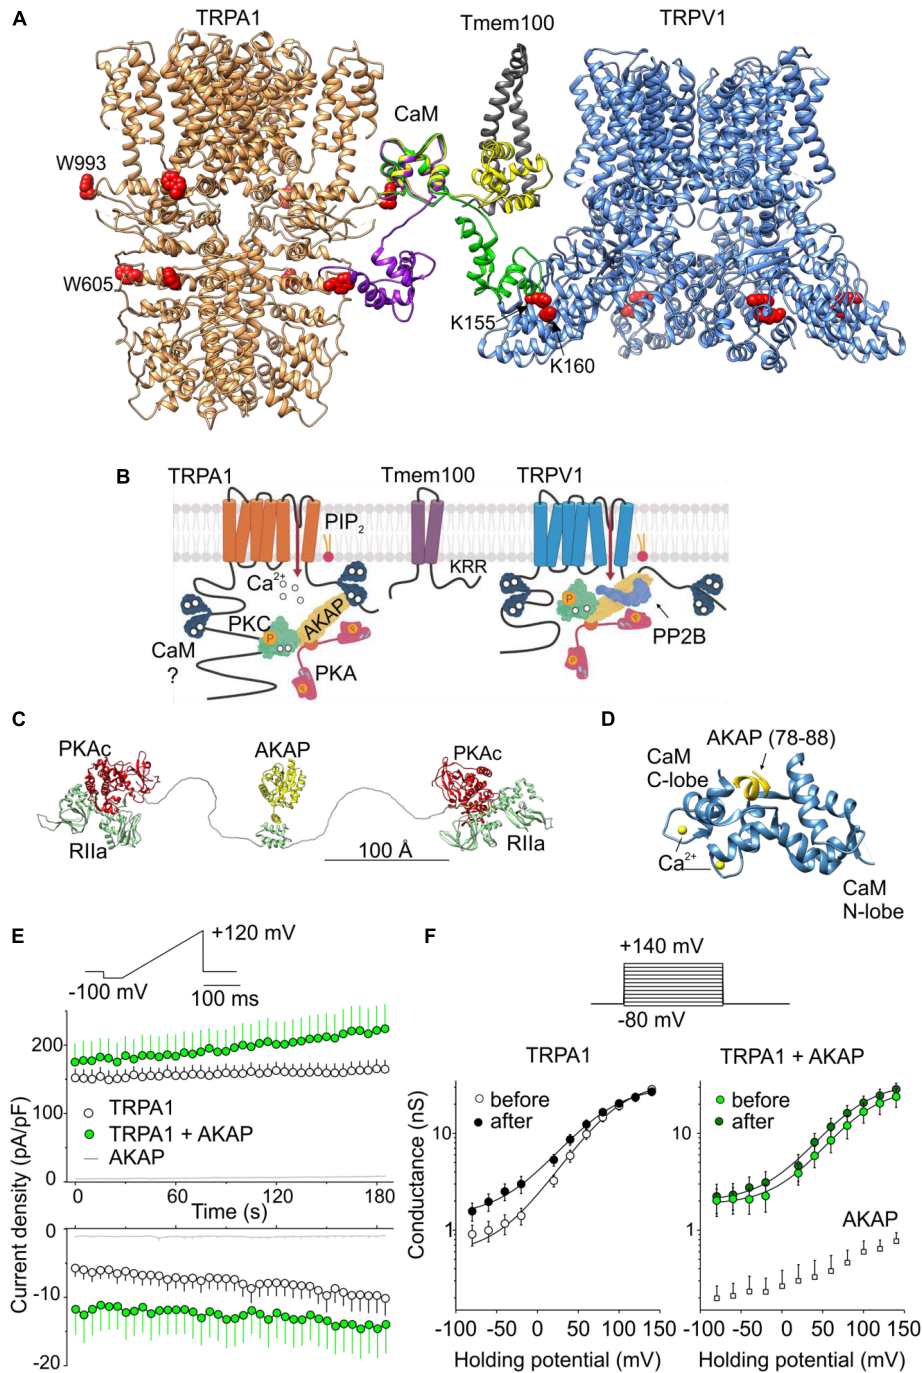 A
TRPA1
Tmem100
TRPV1
CaM
W993
W605
K155
K160
B
TRPA1
Tmem100
TRPV1
PIP2
Ca2+
KRR
PKC
P
AKAP
CaM
?
PKA
P
PP2B
P
C
PKAc
AKAP
PKAc
RIIa
100 Å
RIIa
D
AKAP (78-88)
CaM
C-lobe
Ca2+
CaM
N-lobe
E
+120 mV
-100 mV
100 ms
200
100
0
TRPA1
TRPA1 + AKAP
AKAP
0 60 120 180
Time (s)
0
-10
-20
Current density (pA/pF)
F
+140 mV
-80 mV
TRPA1
before
after
10
1
Conductance (nS)
-100 -50 0 50 100 150
Holding potential (mV)
TRPA1 + AKAP
before
after
10
1
AKAP
-100 -50 0 50 100 150
Holding potential (mV)